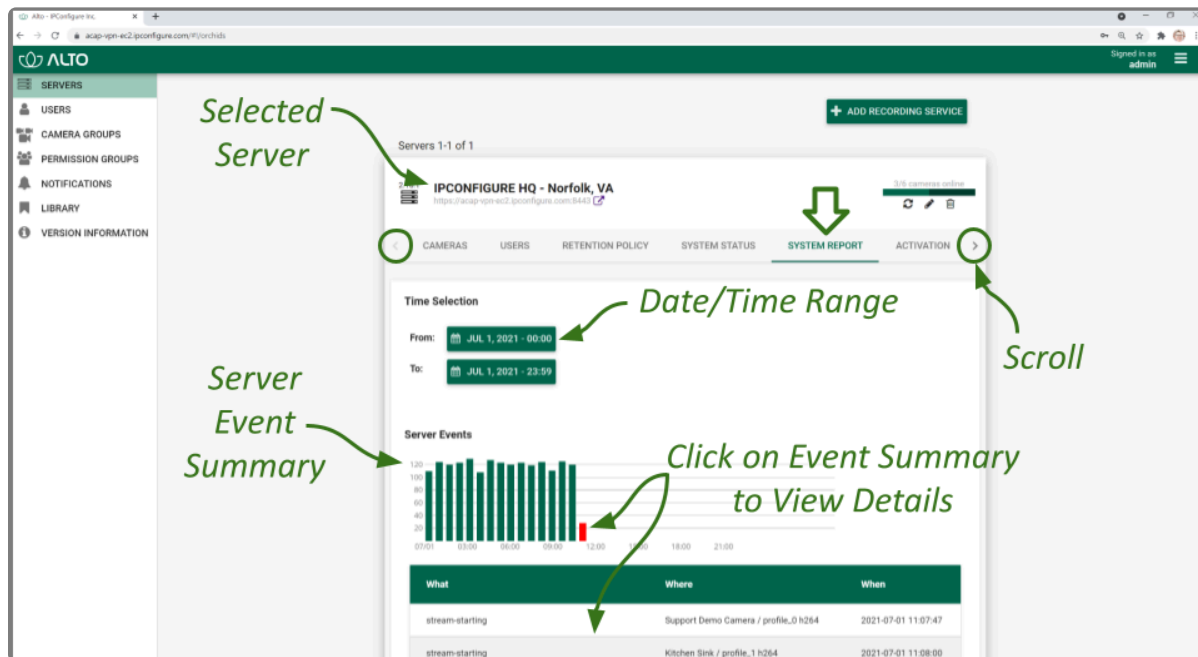 Alto - IPConfigure Inc.
acap-vpn-ec2.ipconfigure.com/#!/orchids
ALTO
Signed in as
admin
SERVERS
USERS
CAMERA GROUPS
PERMISSION GROUPS
NOTIFICATIONS
LIBRARY
VERSION INFORMATION
Selected
Server
ADD RECORDING SERVICE
Servers 1-1 of 1
IPCONFIGURE HQ - Norfolk, VA
https://acap-vpn-ec2.ipconfigure.com:8443
3/6 cameras online
CAMERAS
USERS
RETENTION POLICY
SYSTEM STATUS
SYSTEM REPORT
ACTIVATION
Time Selection
Date/Time Range
From:
JUL 1, 2021 - 00:00
To:
JUL 1, 2021 - 23:59
Scroll
Server
Event
Summary
Server Events
Click on Event Summary
to View Details
120
100
80
60
40
20
07/01 03:00 06:00 09:00 12:00 18:00 21:00
What Where When
stream-starting Support Demo Camera / profile_0 h264 2021-07-01 11:07:47
stream-starting Kitchen Sink / profile_1 h264 2021-07-01 11:08:00